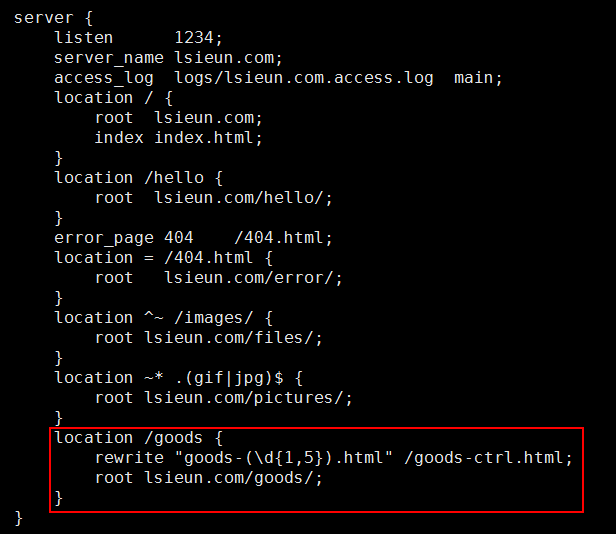 server {
    listen      1234;
    server_name lsieun.com;
    access_log  logs/lsieun.com.access.log  main;
    location / {
        root  lsieun.com;
        index index.html;
    }
    location /hello {
        root  lsieun.com/hello/;
    }
    error_page 404    /404.html;
    location = /404.html {
        root   lsieun.com/error/;
    }
    location ^~ /images/ {
        root lsieun.com/files/;
    }
    location ~* .(gif|jpg)$ {
        root lsieun.com/pictures/;
    }
    location /goods {
        rewrite "goods-(\d{1,5}).html" /goods-ctrl.html;
        root lsieun.com/goods/;
    }
}